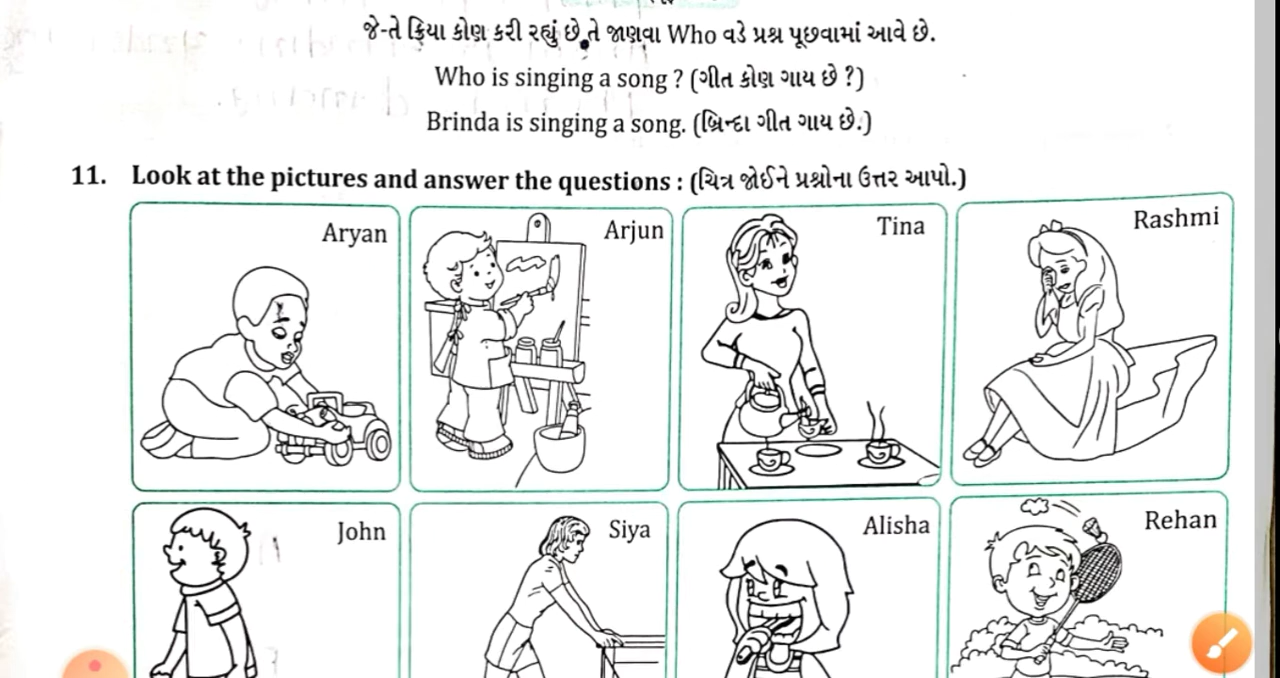 જે-તે ક્રિયા કોણ કરી રહ્યું છે તે જાણવા Who વડે પ્રશ્ન પૂછવામાં આવે છે.
Who is singing a song ? (ગીત કોણ ગાય છે ?)
Brinda is singing a song. (બ્રિન્દા ગીત ગાય છે.)
11. Look at the pictures and answer the questions : (ચિત્ર જોઈને પ્રશ્નોના ઉત્તર આપો.)
Aryan
Arjun
Tina
Rashmi
John
Siya
Alisha
Rehan